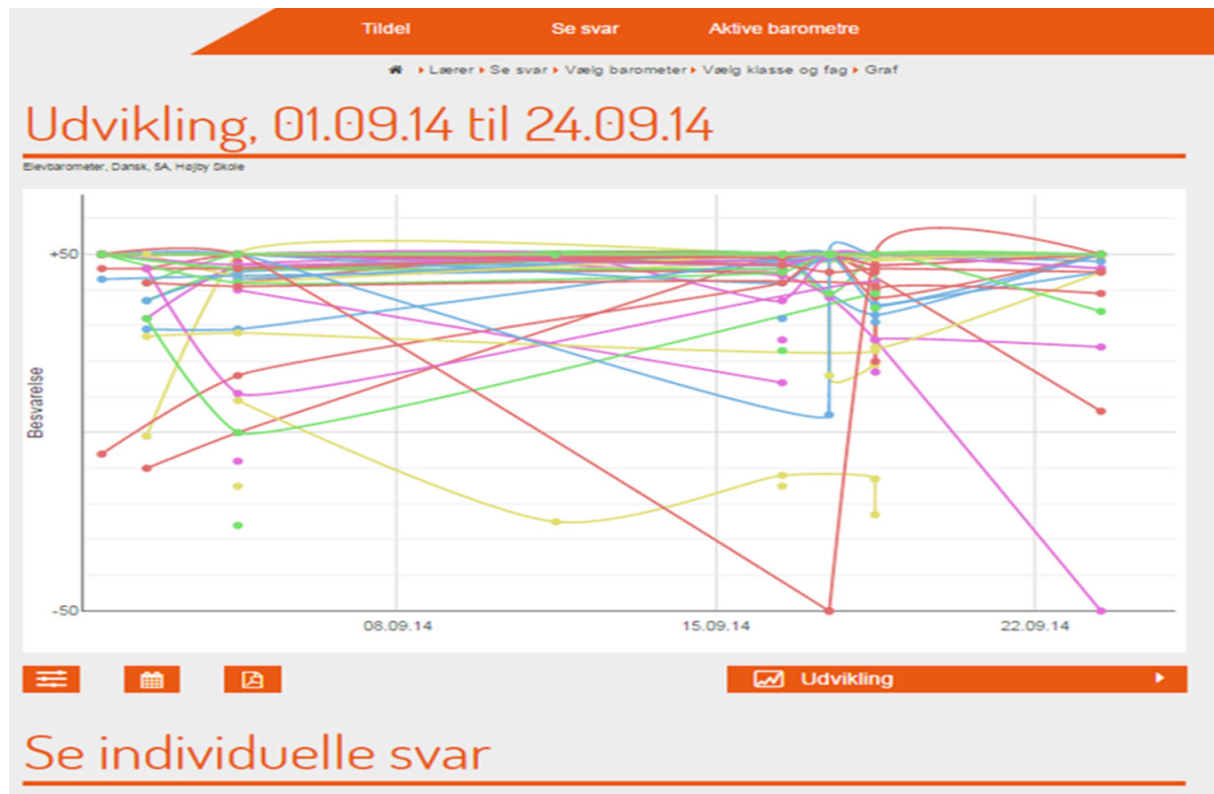 Tildel Se svar Aktive barometre
Lærer Se svar Vælg barometer Vælg klasse og fag Graf
Udvikling, 01.09.14 til 24.09.14
Elevbarometer, Dansk, 5A, Højby Skole
+50
Besvarelse
-50
08.09.14 15.09.14 22.09.14
Udvikling
Se individuelle svar